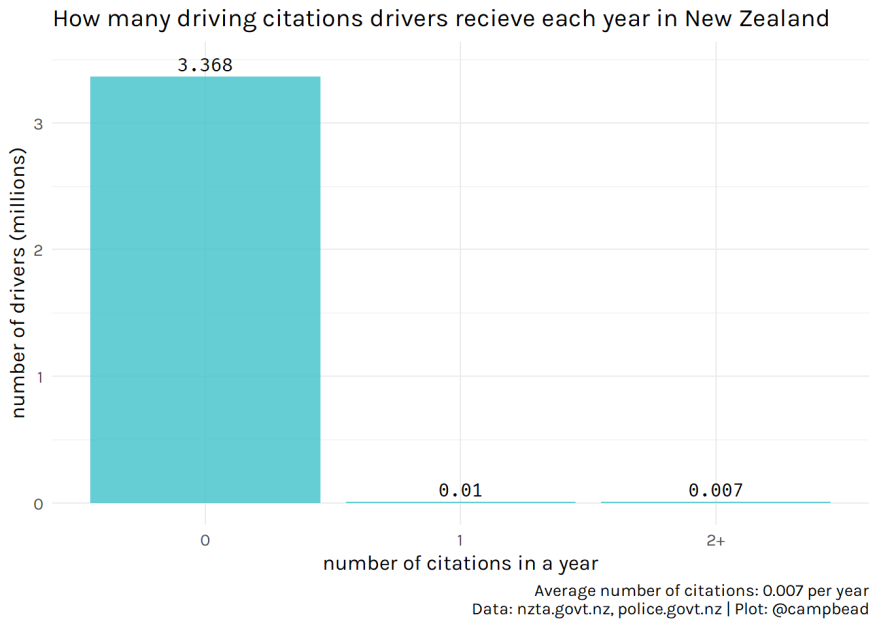 How many driving citations drivers recieve each year in New Zealand
number of drivers (millions)
3
2
1
0
3.368
0.01
0.007
0
1
2+
number of citations in a year
Average number of citations: 0.007 per year
Data: nzta.govt.nz, police.govt.nz | Plot: @campbead